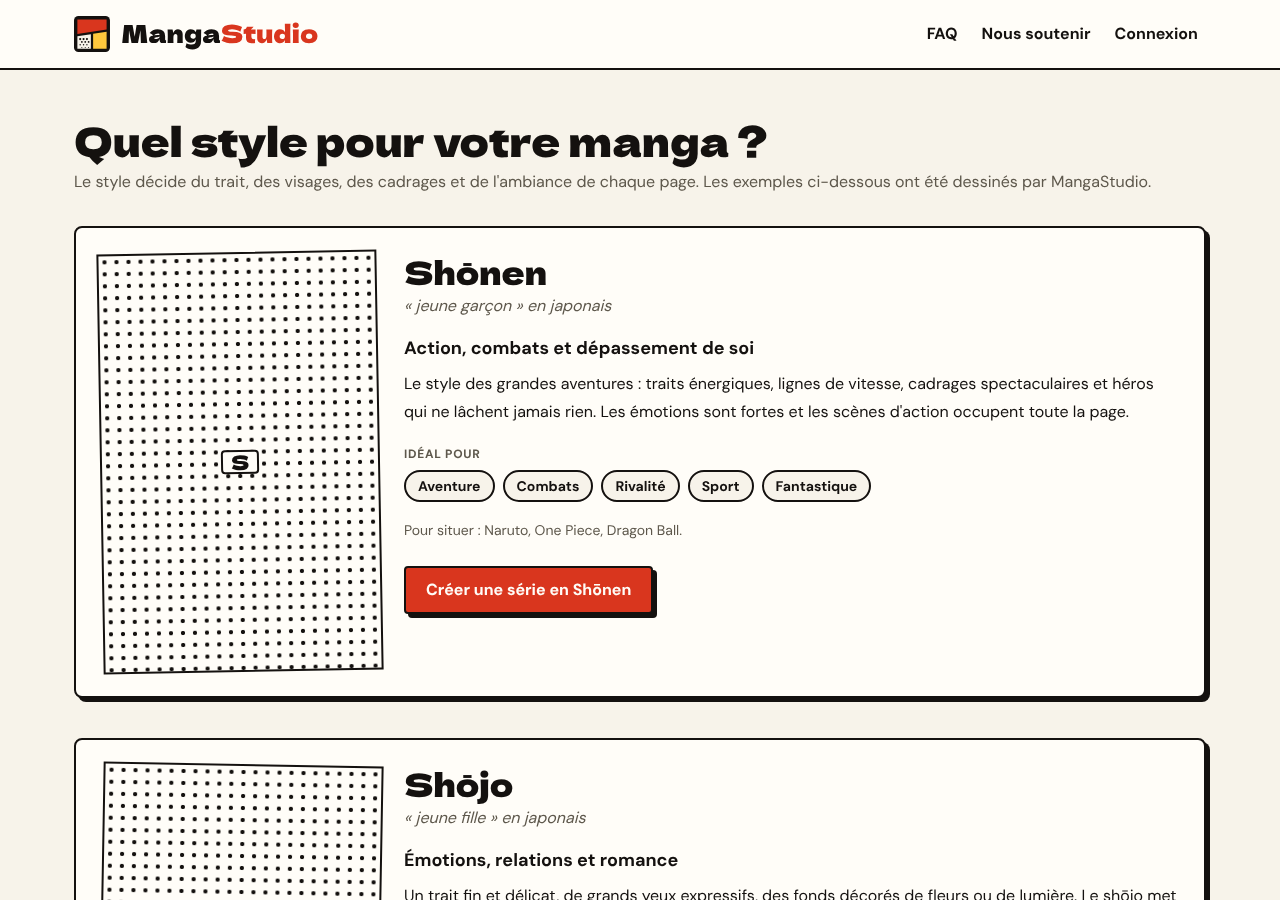 MangaStudio
FAQ Nous soutenir Connexion
Quel style pour votre manga ?
Le style décide du trait, des visages, des cadrages et de l'ambiance de chaque page. Les exemples ci-dessous ont été dessinés par MangaStudio.
S
Shōnen
« jeune garçon » en japonais
Action, combats et dépassement de soi
Le style des grandes aventures : traits énergiques, lignes de vitesse, cadrages spectaculaires et héros
qui ne lâchent jamais rien. Les émotions sont fortes et les scènes d'action occupent toute la page.
IDÉAL POUR
Aventure Combats Rivalité Sport Fantastique
Pour situer : Naruto, One Piece, Dragon Ball.
Créer une série en Shōnen
Shōjo
« jeune fille » en japonais
Émotions, relations et romance
Un trait fin et délicat, de grands yeux expressifs, des fonds décorés de fleurs ou de lumière. Le shōjo met